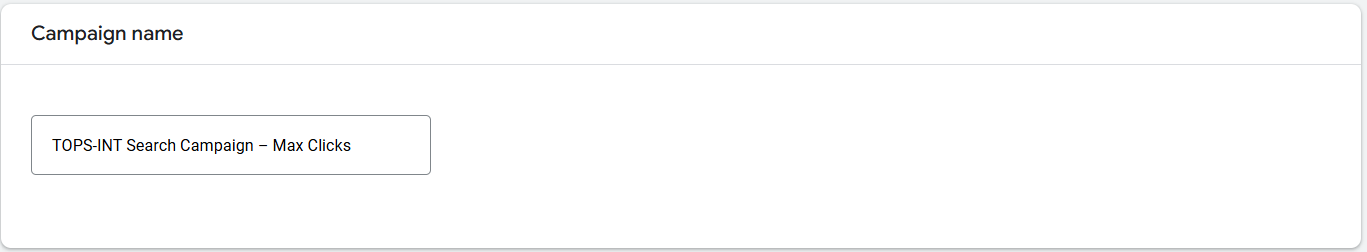 Campaign name
TOPS-INT Search Campaign – Max Clicks